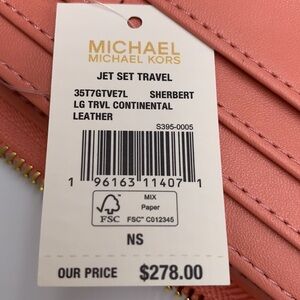 MICHAEL
MICHAEL KORS
JET SET TRAVEL
35T7GTVE7L SHERBERT
LG TRVL CONTINENTAL
LEATHER
S395-0005
1 96163 11407 1
FSC
MIX
Paper
FSC™ C012345
NS
OUR PRICE $278.00